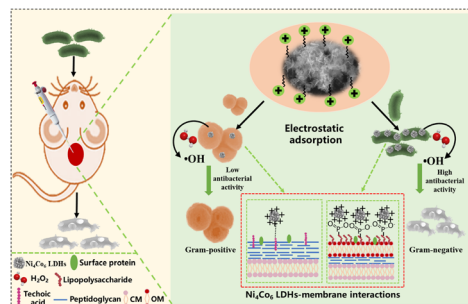 Electrostatic
adsorption
•OH
Low
antibacterial
activity
•OH
High
antibacterial
activity
Gram-positive
Gram-negative
Ni₄Co₆ LDHs-membrane interactions
Ni₄Co₆ LDHs
Surface protein
H₂O₂
Lipopolysaccharide
Techoic
acid
Peptidoglycan
CM
OM